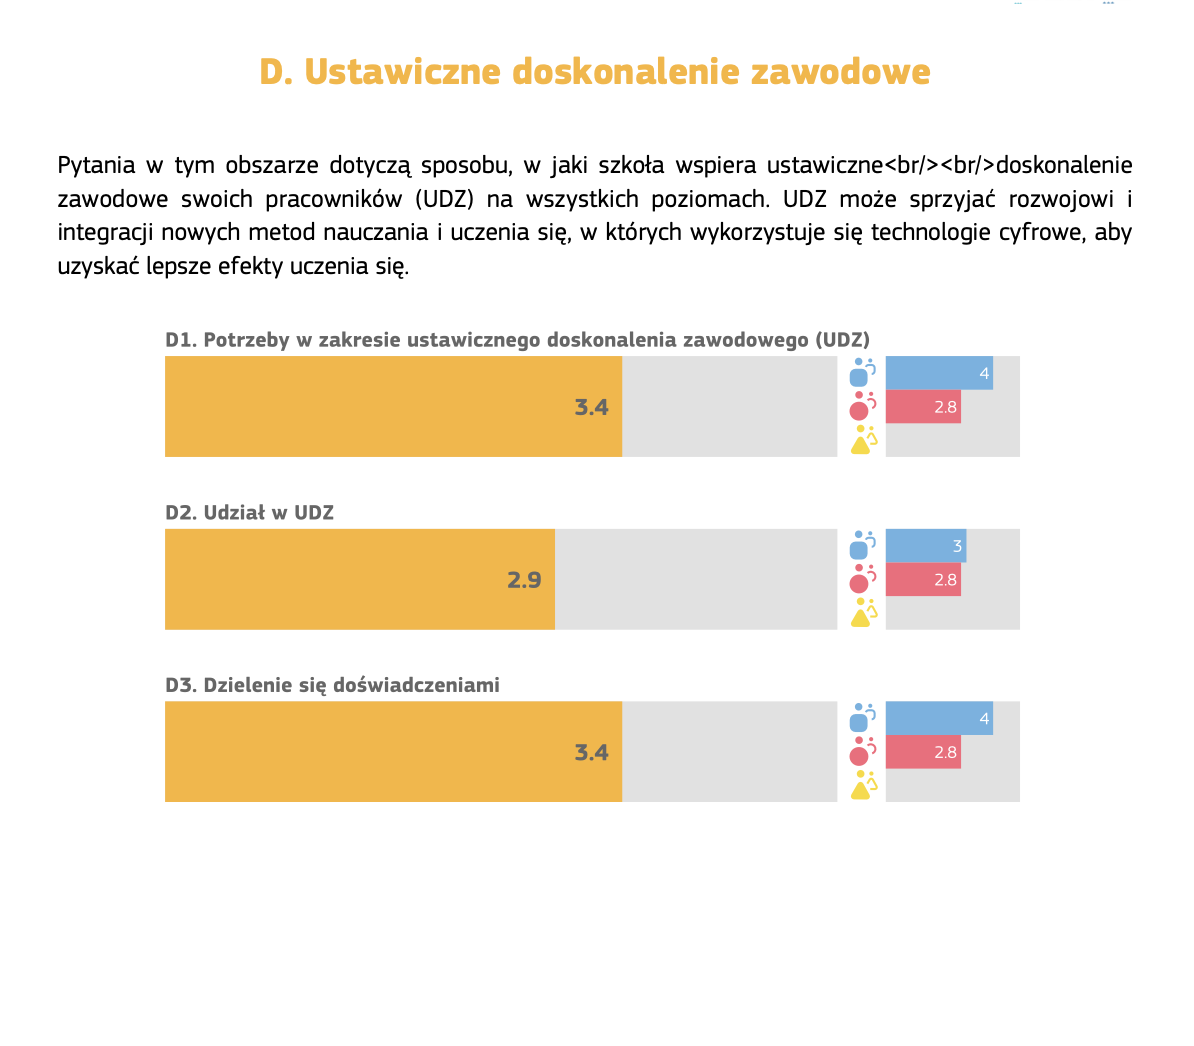 D. Ustawiczne doskonalenie zawodowe
Pytania w tym obszarze dotyczą sposobu, w jaki szkoła wspiera ustawiczne<br/><br/>doskonalenie
zawodowe swoich pracowników (UDZ) na wszystkich poziomach. UDZ może sprzyjać rozwojowi i
integracji nowych metod nauczania i uczenia się, w których wykorzystuje się technologie cyfrowe, aby
uzyskać lepsze efekty uczenia się.
D1. Potrzeby w zakresie ustawicznego doskonalenia zawodowego (UDZ)
3.4
4
2.8
D2. Udział w UDZ
2.9
3
2.8
D3. Dzielenie się doświadczeniami
3.4
4
2.8